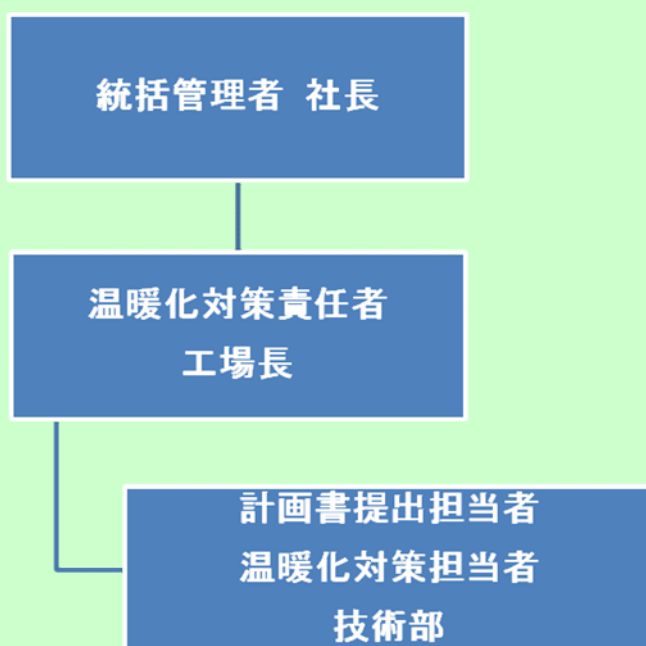 統括管理者 社長
温暖化対策責任者
工場長
計画書提出担当者
温暖化対策担当者
技術部